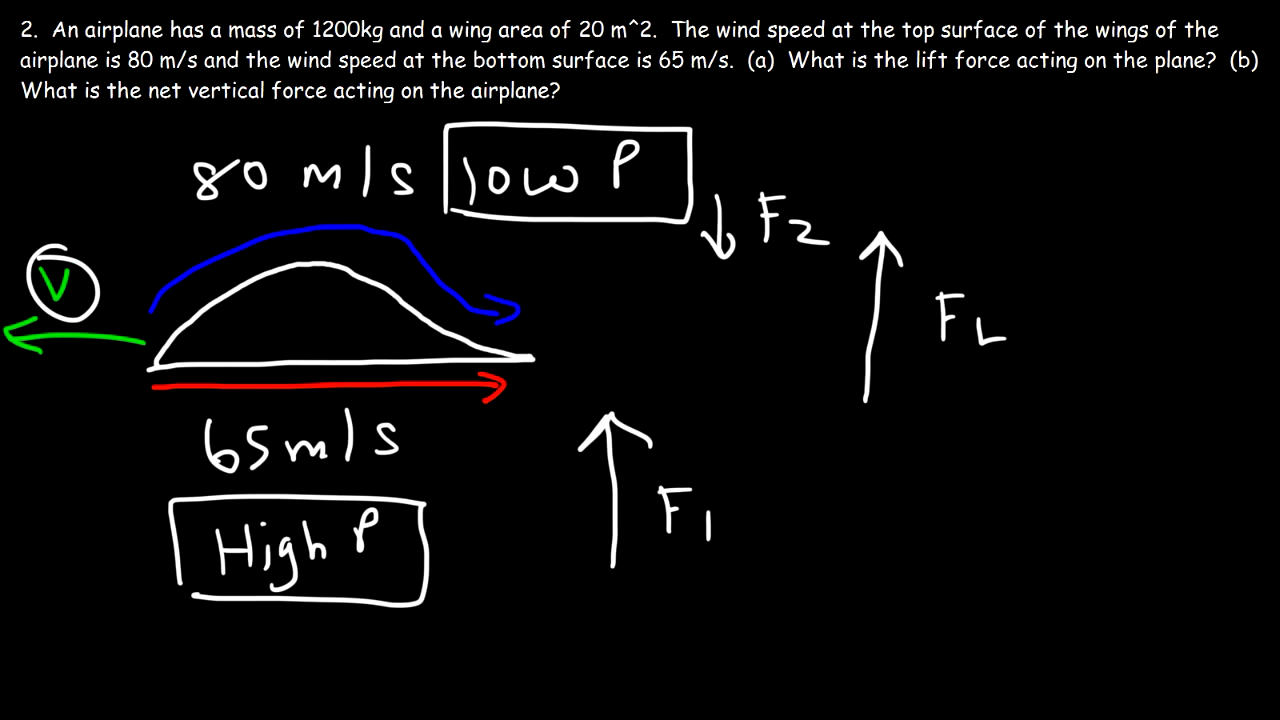 2. An airplane has a mass of 1200kg and a wing area of 20 m^2. The wind speed at the top surface of the wings of the
airplane is 80 m/s and the wind speed at the bottom surface is 65 m/s. (a) What is the lift force acting on the plane? (b)
What is the net vertical force acting on the airplane?
80 m/s low P
F2
V
FL
65m/s
F1
High P